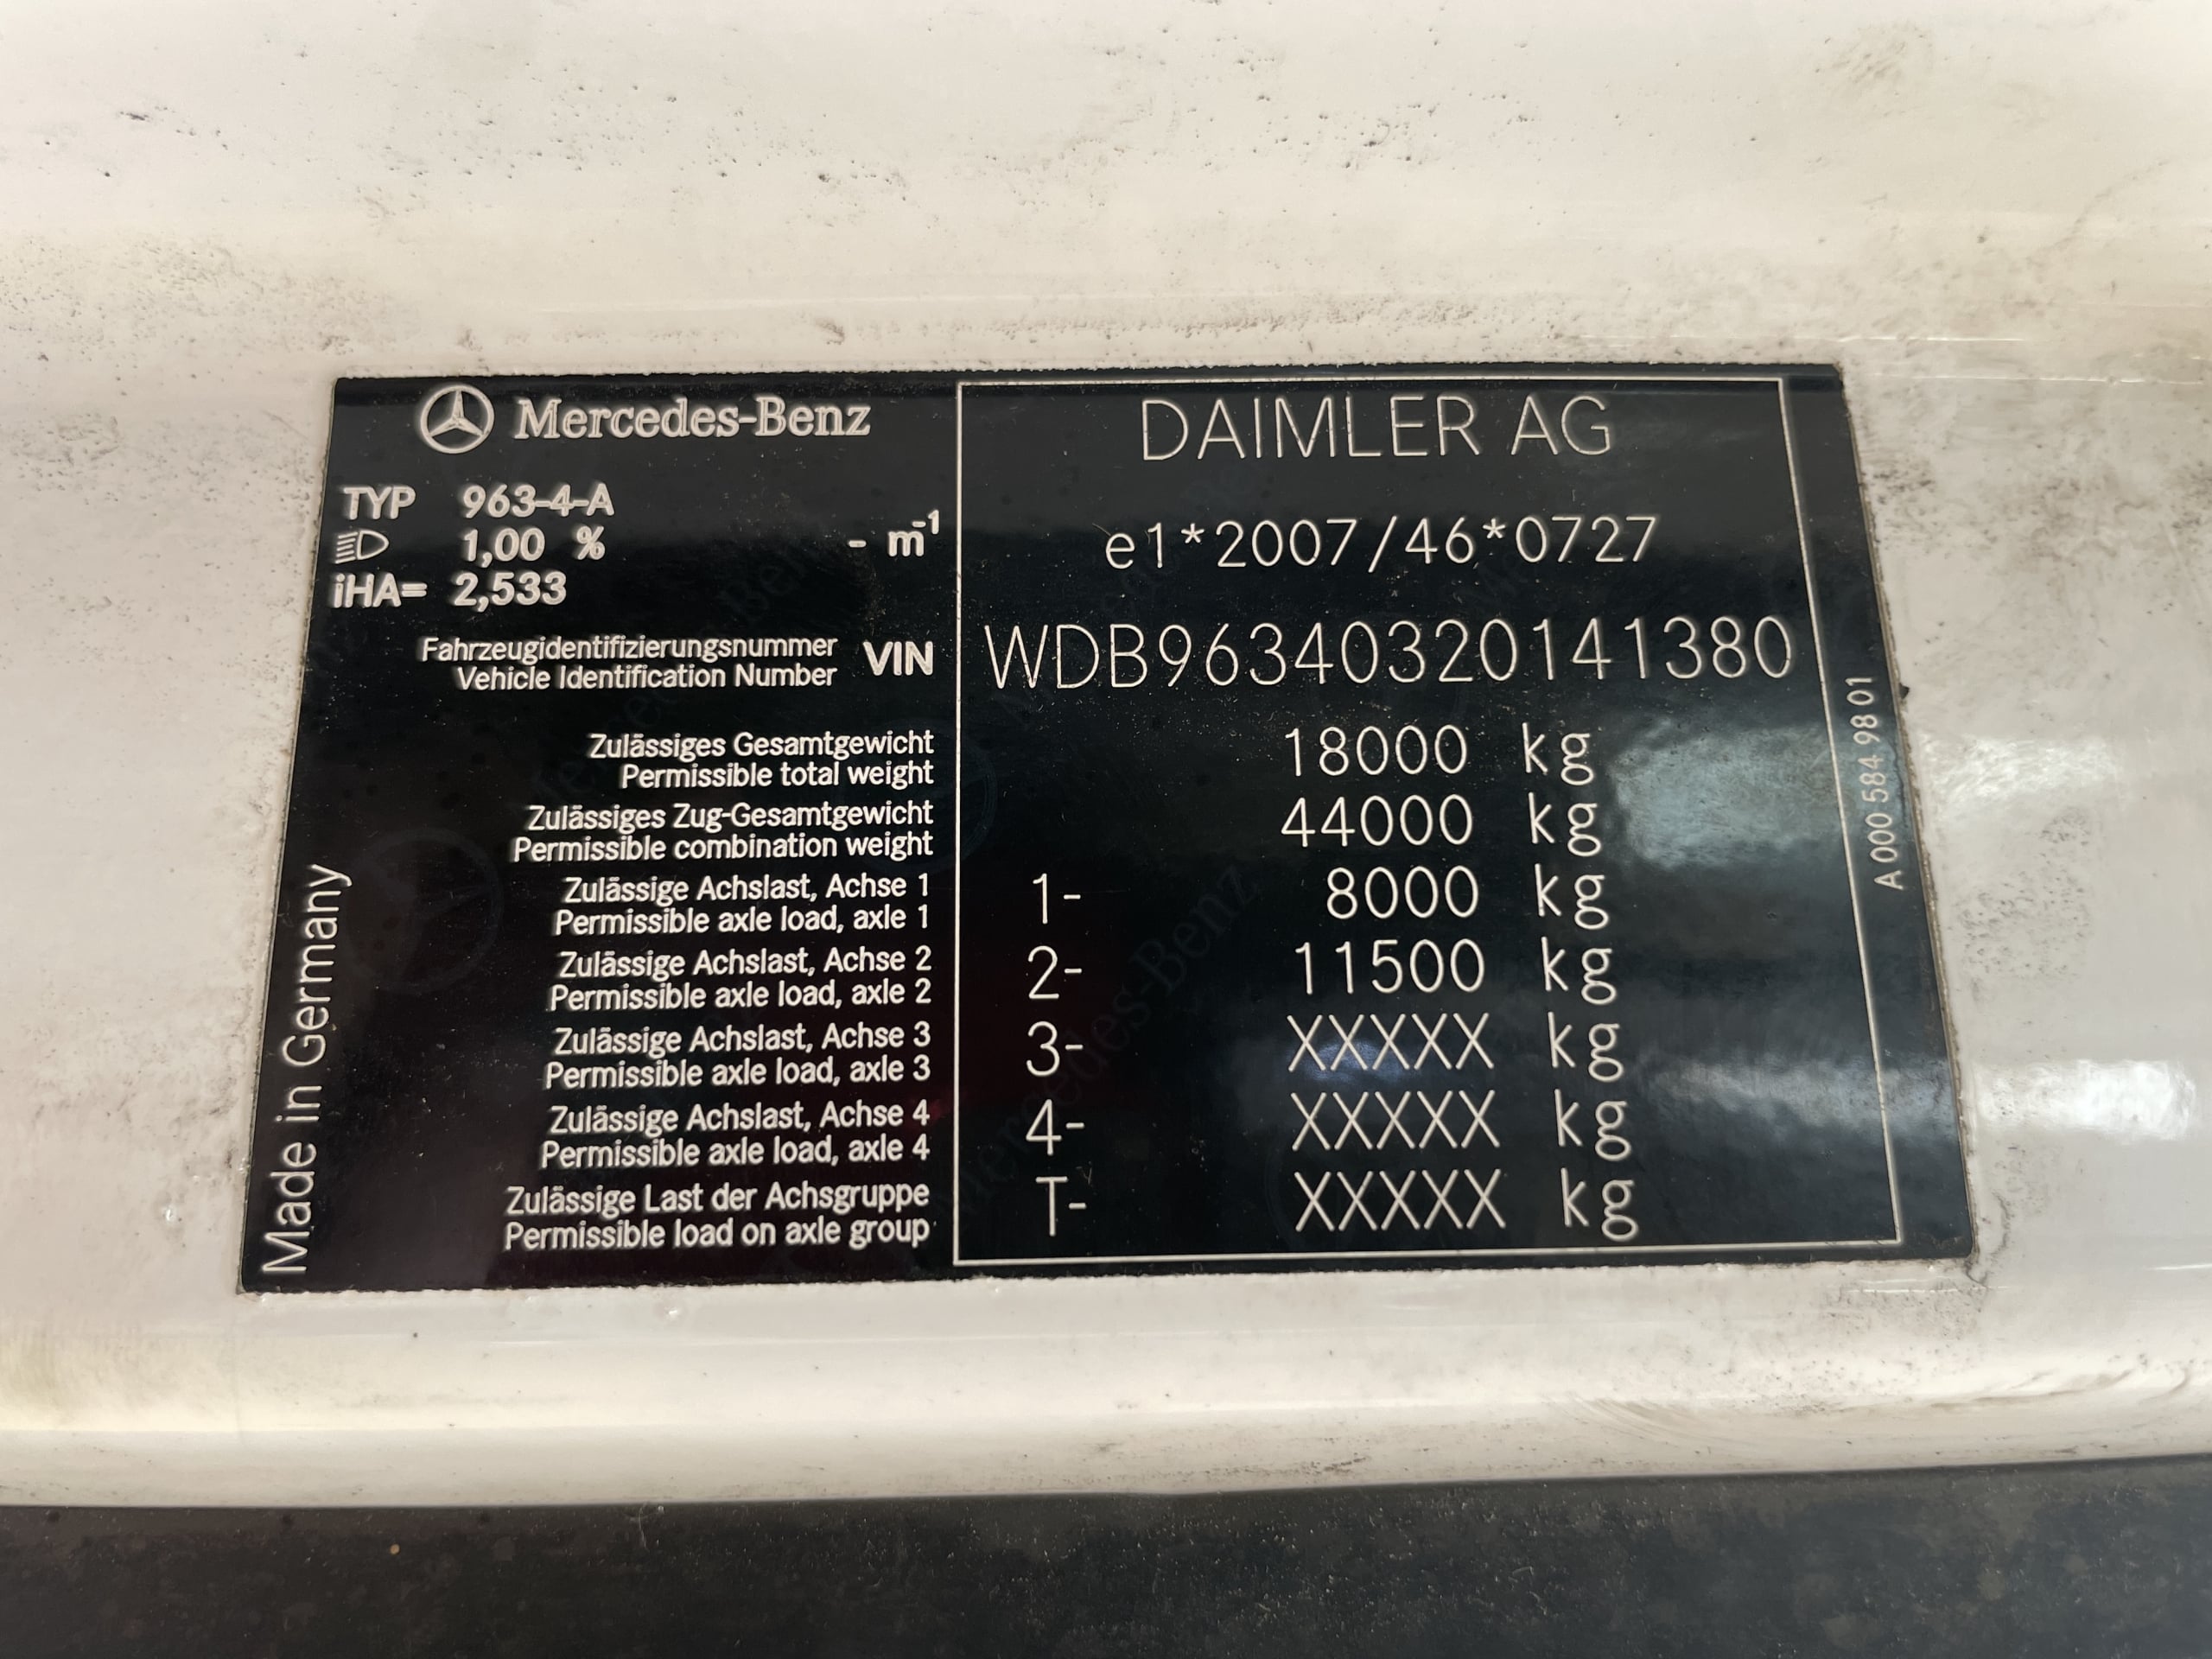 Mercedes-Benz
TYP 963-4-A
1,00 % - m-1
iHA= 2,533
DAIMLER AG
e1*2007/46*0727
Fahrzeugidentifizierungsnummer
Vehicle Identification Number
VIN WDB96340320141380
Zulässiges Gesamtgewicht
Permissible total weight
18000 kg
Zulässiges Zug-Gesamtgewicht
Permissible combination weight
44000 kg
Zulässige Achslast, Achse 1
Permissible axle load, axle 1
1- 8000 kg
Zulässige Achslast, Achse 2
Permissible axle load, axle 2
2- 11500 kg
Zulässige Achslast, Achse 3
Permissible axle load, axle 3
3- XXXXX kg
Zulässige Achslast, Achse 4
Permissible axle load, axle 4
4- XXXXX kg
Zulässige Last der Achsgruppe
Permissible load on axle group
T- XXXXX kg
Made in Germany
A 000 584 98 01